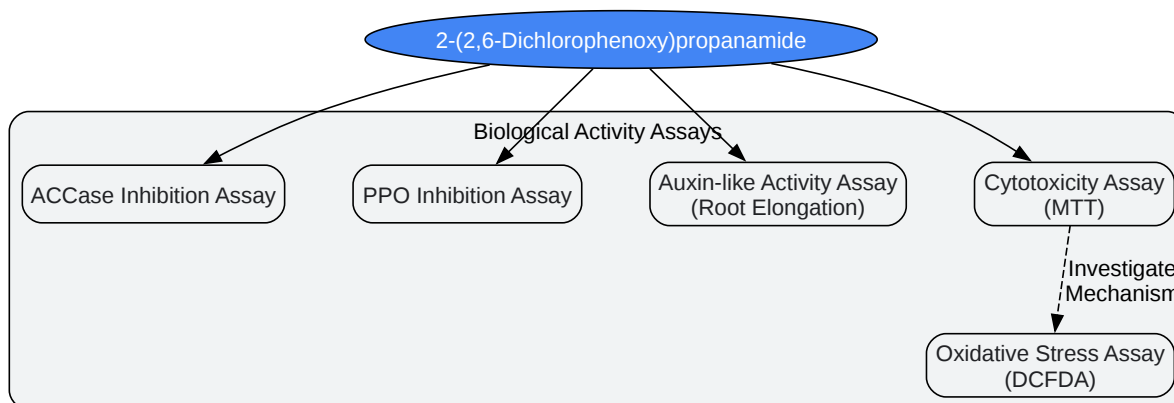 2-(2,6-Dichlorophenoxy)propanamide
Biological Activity Assays
ACCase Inhibition Assay
PPO Inhibition Assay
Auxin-like Activity Assay
(Root Elongation)
Cytotoxicity Assay
(MTT)
Investigate
Mechanism
Oxidative Stress Assay
(DCFDA)